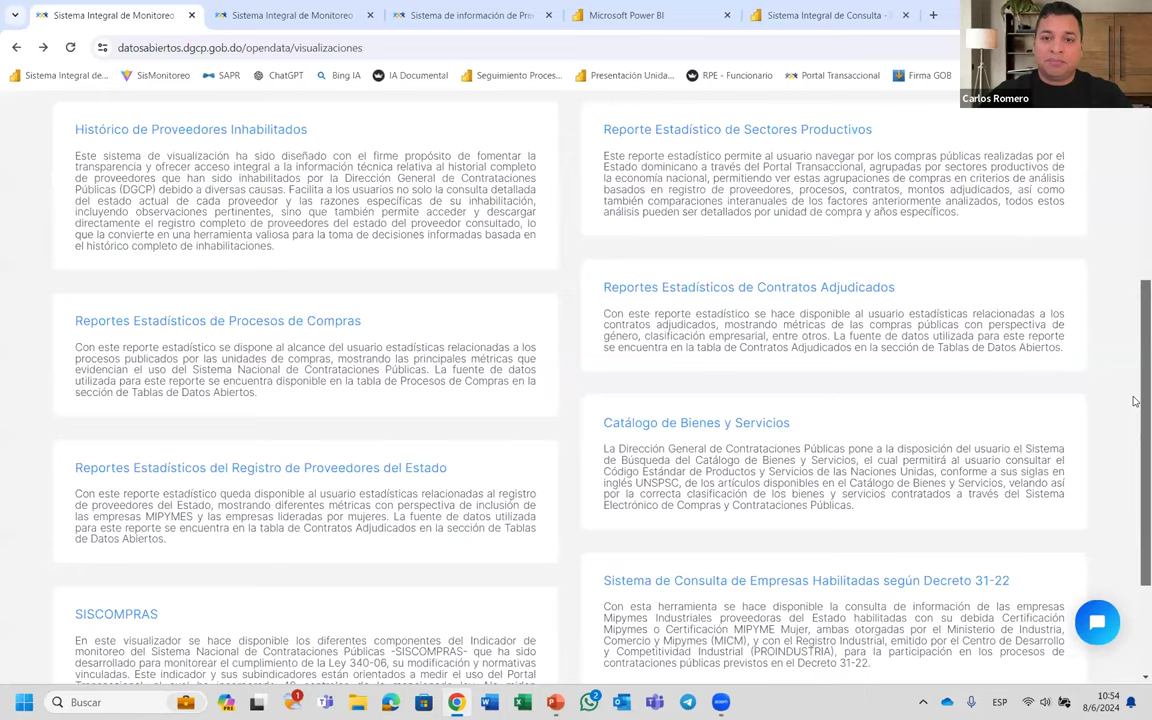 Sistema Integral de Monitoreo
Sistema Integral de Monitoreo
Sistema de información de Pre
Microsoft Power BI
Sistema Integral de Consulta -
datosabiertos.dgcp.gob.do/opendata/visualizaciones
Sistema Integral de...
SisMonitoreo
SAPR
ChatGPT
Bing IA
IA Documental
Seguimiento Proces...
Presentación Unida...
RPE - Funcionario
Portal Transaccional
Firma GOB
Carlos Romero
Histórico de Proveedores Inhabilitados
Este sistema de visualización ha sido diseñado con el firme propósito de fomentar la
transparencia y ofrecer acceso integral a la información técnica relativa al historial completo
de proveedores que han sido inhabilitados por la Dirección General de Contrataciones
Públicas (DGCP) debido a diversas causas. Facilita a los usuarios no solo la consulta detallada
del estado actual de cada proveedor y las razones específicas de su inhabilitación,
incluyendo observaciones pertinentes, sino que también permite acceder y descargar
directamente el registro completo de proveedores del estado del proveedor consultado, lo
que la convierte en una herramienta valiosa para la toma de decisiones informadas basada en
el histórico completo de inhabilitaciones.
Reportes Estadísticos de Procesos de Compras
Con este reporte estadístico se dispone al alcance del usuario estadísticas relacionadas a los
procesos publicados por las unidades de compras, mostrando las principales métricas que
evidencian el uso del Sistema Nacional de Contrataciones Públicas. La fuente de datos
utilizada para este reporte se encuentra disponible en la tabla de Procesos de Compras en la
sección de Tablas de Datos Abiertos.
Reportes Estadísticos del Registro de Proveedores del Estado
Con este reporte estadístico queda disponible al usuario estadísticas relacionadas al registro
de proveedores del Estado, mostrando diferentes métricas con perspectiva de inclusión de
las empresas MIPYMES y las empresas lideradas por mujeres. La fuente de datos utilizada
para este reporte se encuentra en la tabla de Contratos Adjudicados en la sección de Tablas
de Datos Abiertos.
SISCOMPRAS
En este visualizador se hace disponible los diferentes componentes del Indicador de
monitoreo del Sistema Nacional de Contrataciones Públicas -SISCOMPRAS- que ha sido
desarrollado para monitorear el cumplimiento de la Ley 340-06, su modificación y normativas
vinculadas. Este indicador y sus subindicadores están orientados a medir el uso del Portal
Reporte Estadístico de Sectores Productivos
Este reporte estadístico permite al usuario navegar por los compras públicas realizadas por el
Estado dominicano a través del Portal Transaccional, agrupadas por sectores productivos de
la economía nacional, permitiendo ver estas agrupaciones de compras en criterios de análisis
basados en registro de proveedores, procesos, contratos, montos adjudicados, así como
también comparaciones interanuales de los factores anteriormente analizados, todos estos
análisis pueden ser detallados por unidad de compra y años específicos.
Reportes Estadísticos de Contratos Adjudicados
Con este reporte estadístico se hace disponible al usuario estadísticas relacionadas a los
contratos adjudicados, mostrando métricas de las compras públicas con perspectiva de
género, clasificación empresarial, entre otros. La fuente de datos utilizada para este reporte
se encuentra en la tabla de Contratos Adjudicados en la sección de Tablas de Datos Abiertos.
Catálogo de Bienes y Servicios
La Dirección General de Contrataciones Públicas pone a la disposición del usuario el Sistema
de Búsqueda del Catálogo de Bienes y Servicios, el cual permitirá al usuario consultar el
Código Estándar de Productos y Servicios de las Naciones Unidas, conforme a sus siglas en
inglés UNSPSC, de los artículos disponibles en el Catálogo de Bienes y Servicios, velando así
por la correcta clasificación de los bienes y servicios contratados a través del Sistema
Electrónico de Compras y Contrataciones Públicas.
Sistema de Consulta de Empresas Habilitadas según Decreto 31-22
Con esta herramienta se hace disponible la consulta de información de las empresas
Mipymes Industriales proveedoras del Estado habilitadas con su debida Certificación
Mipymes o Certificación MIPYME Mujer, ambas otorgadas por el Ministerio de Industria,
Comercio y Mipymes (MICM), y con el Registro Industrial, emitido por el Centro de Desarrollo
y Competitividad Industrial (PROINDUSTRIA), para la participación en los procesos de
contrataciones públicas previstos en el Decreto 31-22.
Buscar
1
2
ESP
10:54
8/6/2024